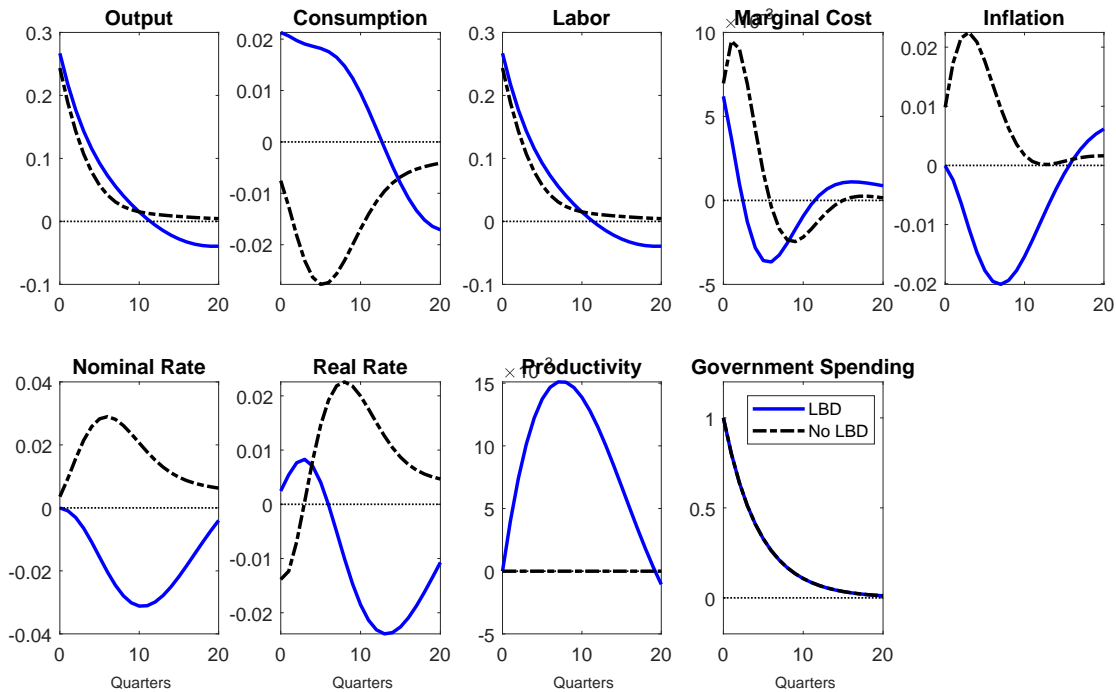 Output
Consumption
Labor
Marginal Cost
Inflation
0.3
0.2
0.1
0
-0.1
0 10 20
0.02
0.01
0
-0.01
-0.02
0 10 20
0.3
0.2
0.1
0
-0.1
0 10 20
10
5
0
-5
0 10 20
0.02
0.01
0
-0.01
-0.02
0 10 20
Nominal Rate
Real Rate
Productivity
Government Spending
0.04
0.02
0
-0.02
-0.04
0 10 20
Quarters
0.02
0.01
0
-0.01
-0.02
0 10 20
Quarters
15
10
5
0
-5
0 10 20
Quarters
1
0.5
0
LBD
No LBD
0 10 20
Quarters